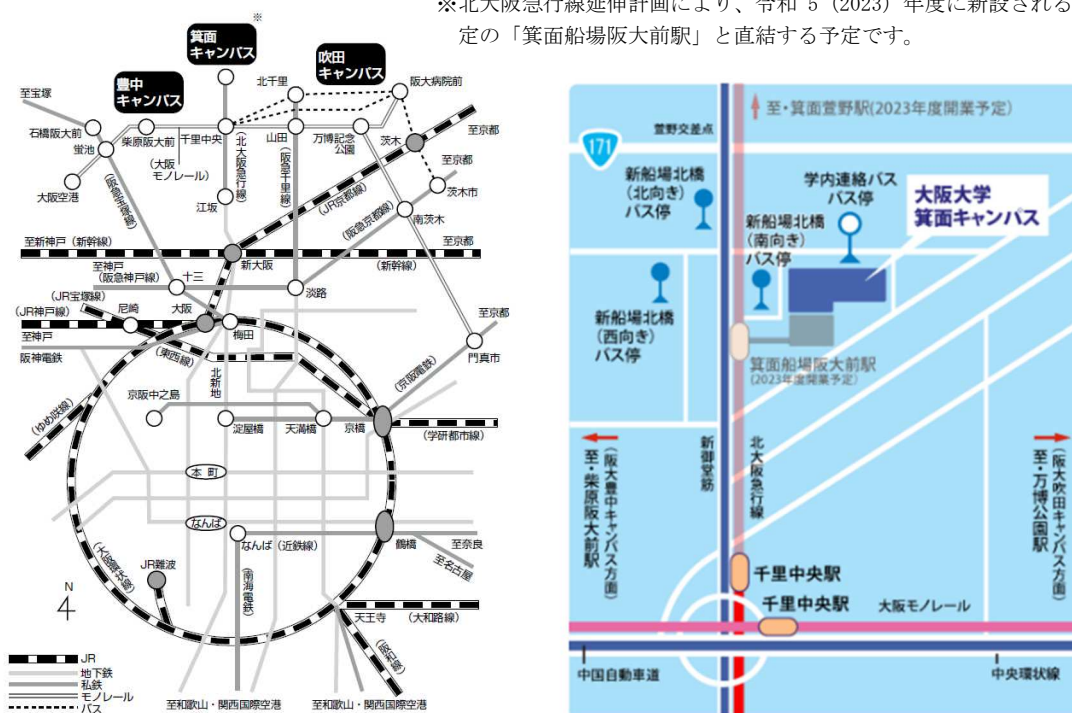 ※北大阪急行線延伸計画により、令和 5（2023）年度に新設される
定の「箕面船場阪大前駅」と直結する予定です。
※
箕面
キャンパス
吹田
キャンパス
豊中
キャンパス
北千里
阪大病院前
至宝塚
石橋阪大前
蛍池
柴原阪大前
千里中央
山田
万博記念
公園
茨木
至京都
（大阪
モノレール）
（北大阪急行線）
（阪急千里線）
至京都
大阪空港
（阪急宝塚線）
江坂
（JR京都線）
茨木市
（阪急京都線）
南茨木
至新神戸（新幹線）
至京都
新大阪
（新幹線）
至神戸
（阪急神戸線）
十三
淡路
（JR宝塚線）
（JR神戸線）
尼崎
大阪
梅田
至京都
至神戸
阪神電鉄
（東西線）
門真市
北新地
（京阪電鉄）
京阪中之島
（ゆめ咲線）
淀屋橋
天満橋
京橋
（学研都市線）
本町
なんば
なんば（近鉄線）
鶴橋
至奈良
至名古屋
（大阪環状線）
JR難波
（南海電鉄）
N
天王寺
（大和路線）
（阪和線）
JR
地下鉄
私鉄
モノレール
バス
至和歌山・関西国際空港
至和歌山・関西国際空港
至・箕面萱野駅(2023年度開業予定)
萱野交差点
171
新船場北橋
（北向き）
バス停
学内連絡バス
バス停
大阪大学
箕面キャンパス
新船場北橋
（南向き）
バス停
新船場北橋
（西向き）
バス停
箕面船場阪大前駅
(2023年度開業予定)
新御堂筋
北大阪急行線
（阪大豊中キャンパス方面）
至・柴原阪大前駅
（阪大吹田キャンパス方面）
至・万博公園駅
千里中央駅
千里中央駅
大阪モノレール
中国自動車道
中央環状線